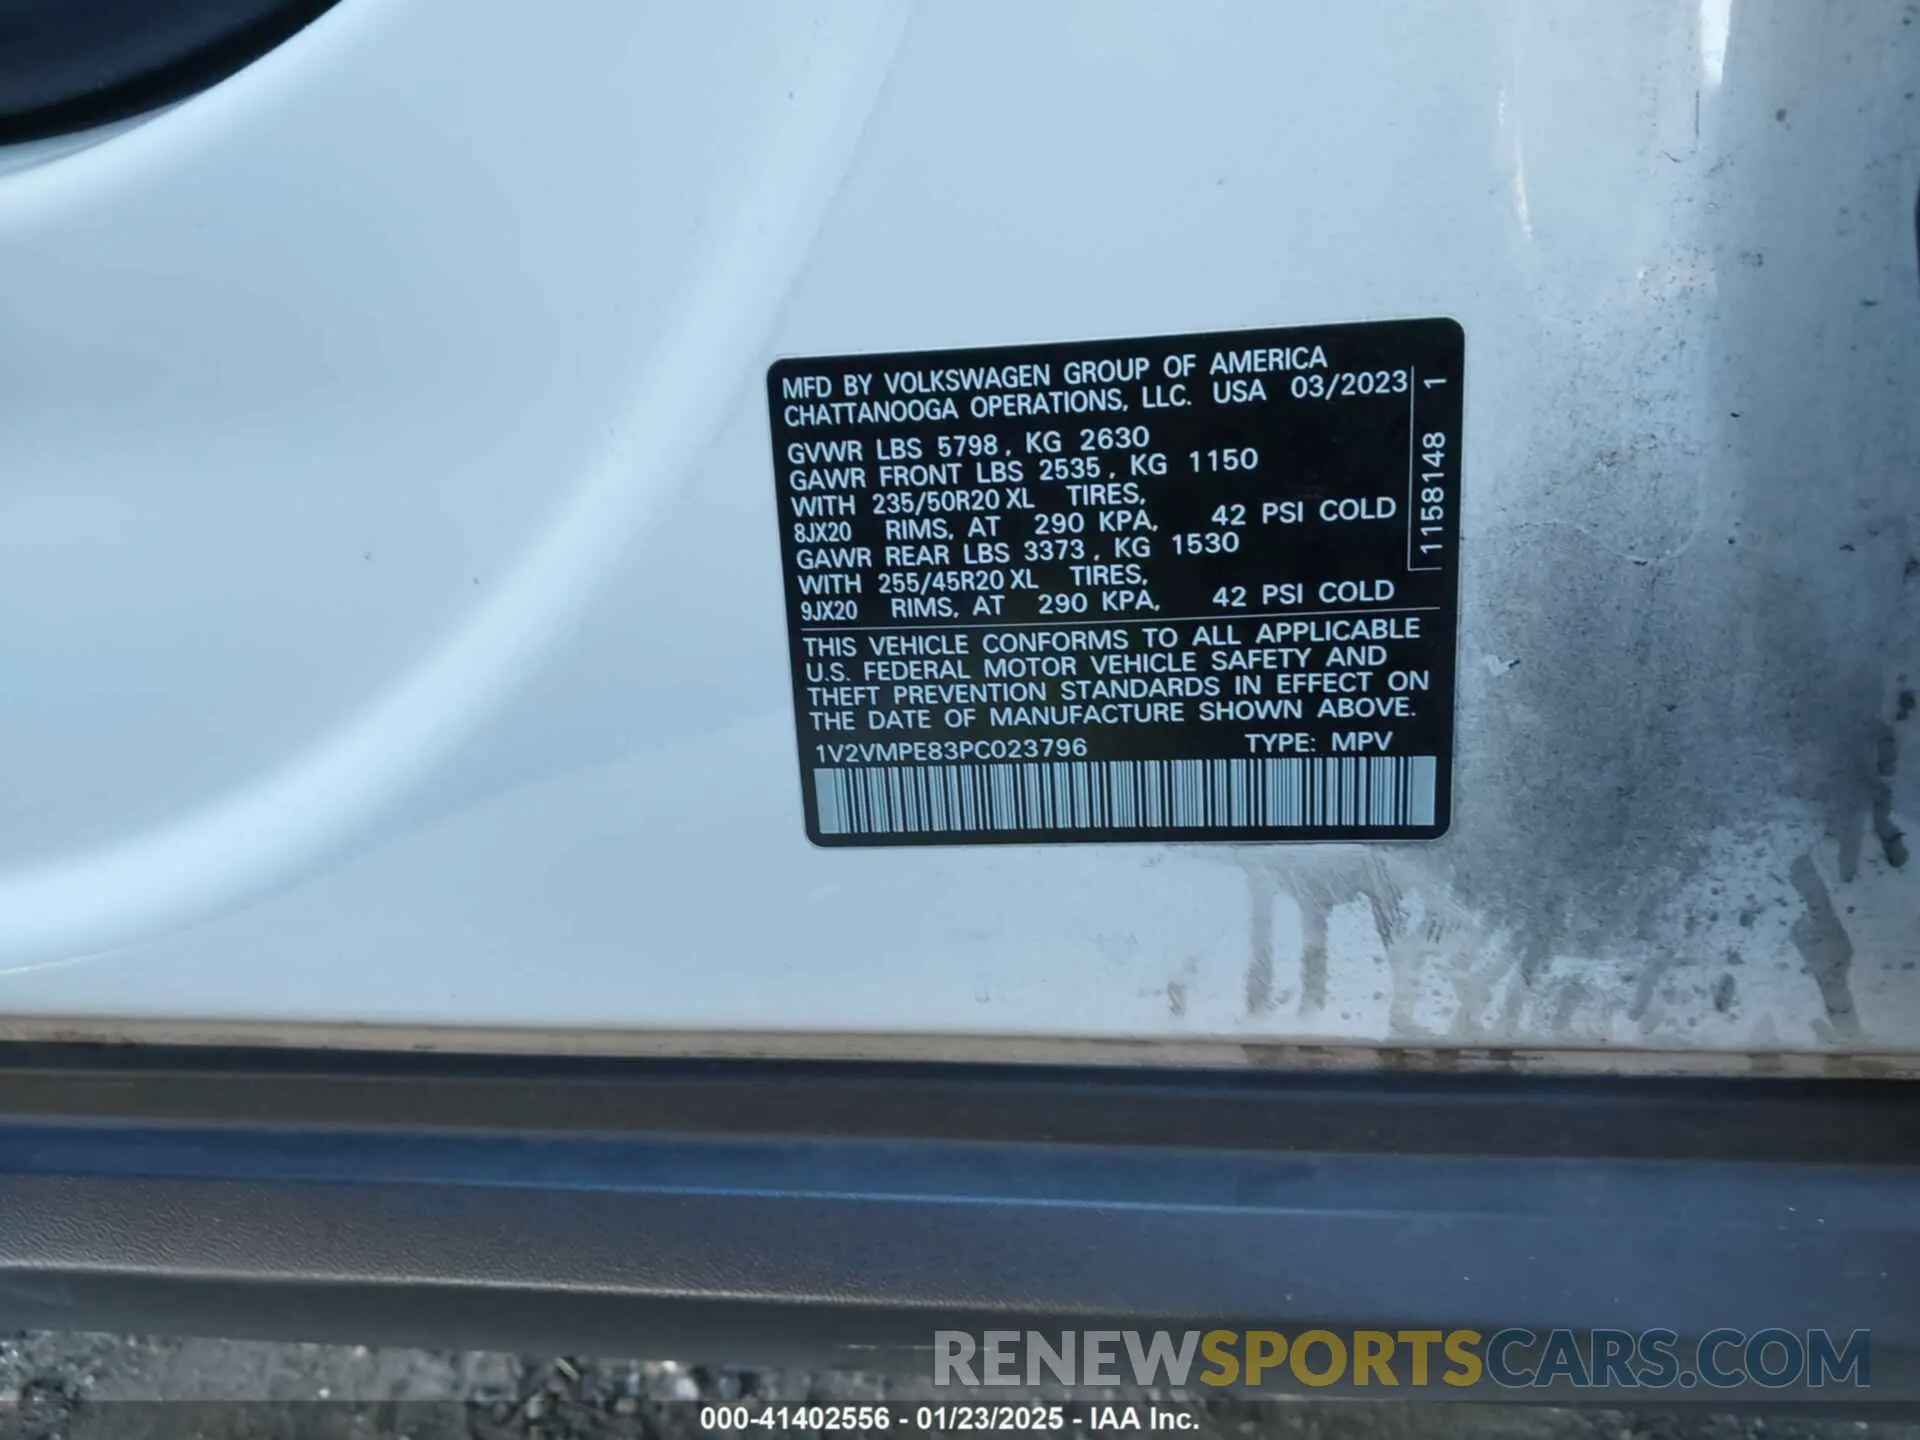 MFD BY VOLKSWAGEN GROUP OF AMERICA
CHATTANOOGA OPERATIONS, LLC. USA 03/2023
GVWR LBS 5798, KG 2630
GAWR FRONT LBS 2535, KG 1150
WITH 235/50R20 XL TIRES,
8JX20 RIMS, AT 290 KPA, 42 PSI COLD
GAWR REAR LBS 3373, KG 1530
WITH 255/45R20 XL TIRES,
9JX20 RIMS, AT 290 KPA, 42 PSI COLD
1158148 1
THIS VEHICLE CONFORMS TO ALL APPLICABLE
U.S. FEDERAL MOTOR VEHICLE SAFETY AND
THEFT PREVENTION STANDARDS IN EFFECT ON
THE DATE OF MANUFACTURE SHOWN ABOVE.
1V2VMPE83PC023796 TYPE: MPV
RENEWSPORTSCARS.COM
000-41402556 - 01/23/2025 - IAA Inc.